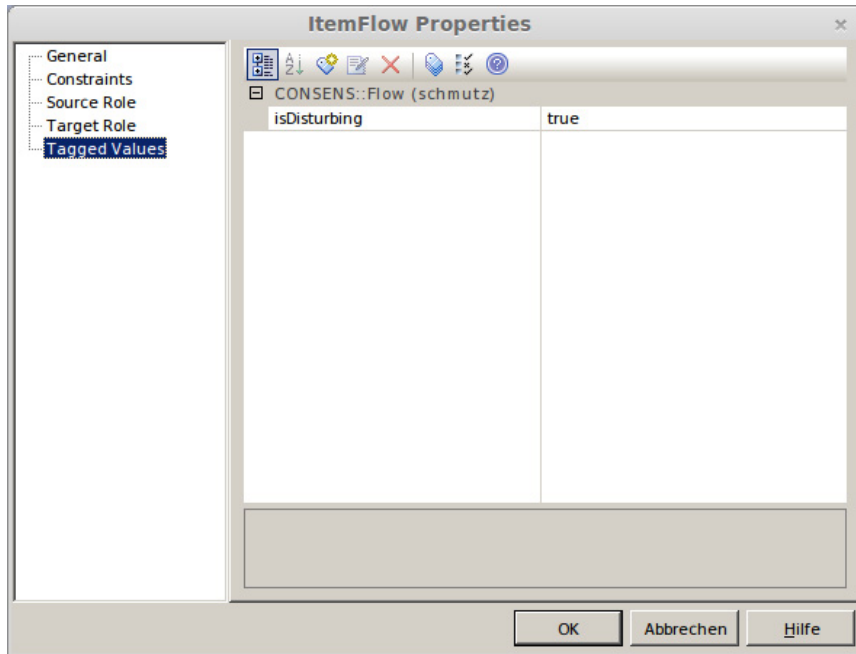 ItemFlow Properties
General
Constraints
Source Role
Target Role
Tagged Values
CONSENS::Flow (schmutz)
isDisturbing true
OK Abbrechen Hilfe